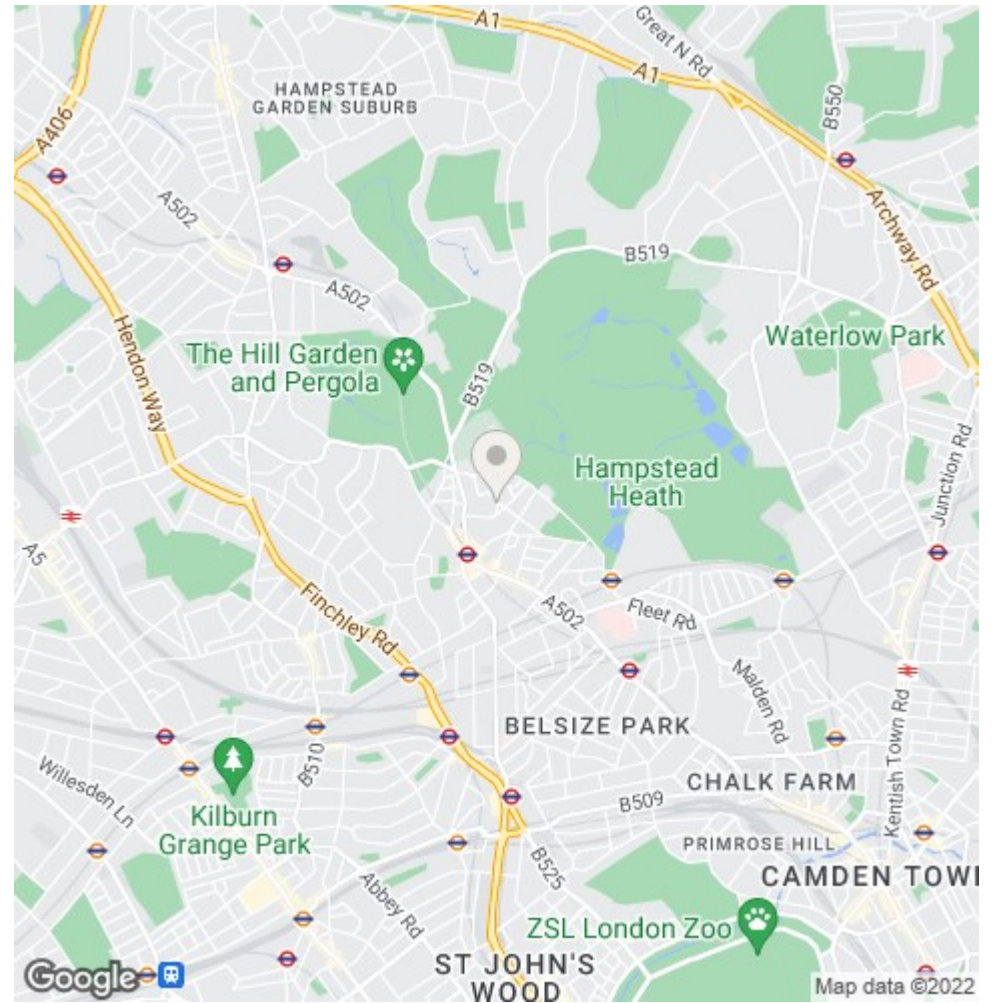 A1
Great N Rd
A1
HAMPSTEAD
GARDEN SUBURB
B550
A406
A502
Archway Rd
B519
A502
Hendon Way
The Hill Garden
and Pergola
B519
Waterlow Park
Hampstead
Heath
Junction Rd
A5
Finchley Rd
A502
Fleet Rd
Malden Rd
BELSIZE PARK
Kentish Town Rd
Willesden Ln
B510
CHALK FARM
B509
Kilburn
Grange Park
PRIMROSE HILL
B525
Abbey Rd
CAMDEN TOW
ZSL London Zoo
ST JOHN'S
WOOD
Google
Map data ©2022